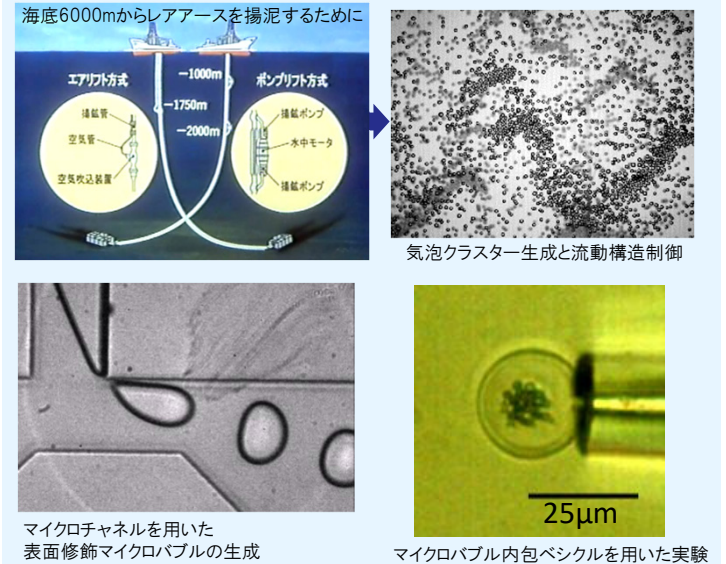 海底6000mからレアアースを揚泥するために
エアリフト方式
ポンプリフト方式
−1000m
−1750m
−2000m
揚鉱管
空気管
空気吹込装置
揚鉱ポンプ
水中モータ
揚鉱ポンプ
気泡クラスター生成と流動構造制御
マイクロチャネルを用いた
表面修飾マイクロバブルの生成
25μm
マイクロバブル内包ベシクルを用いた実験